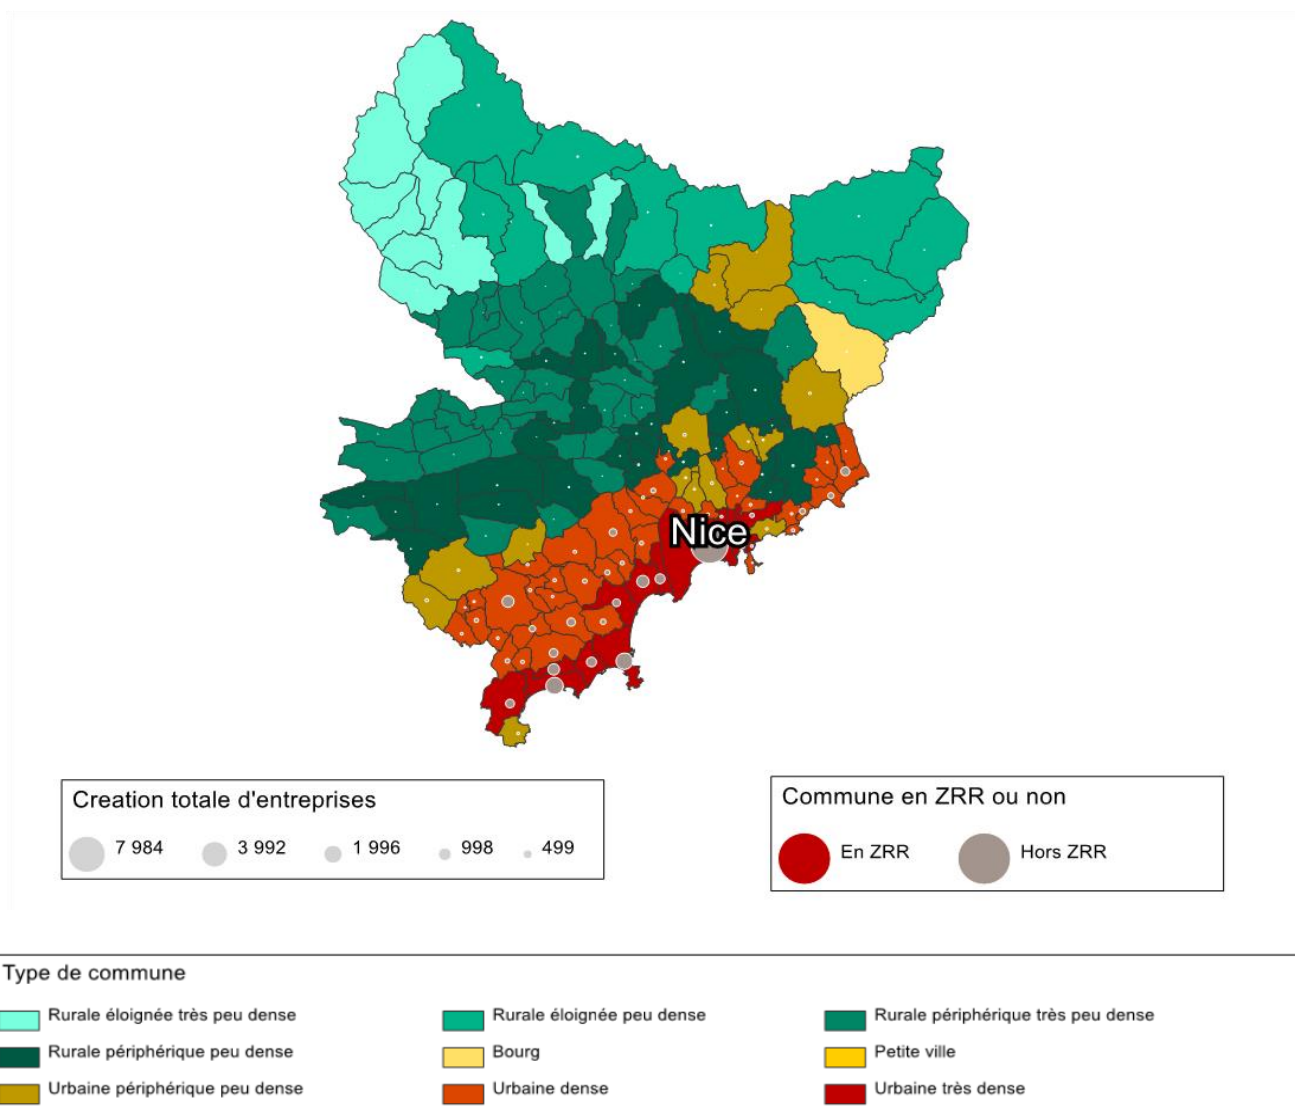 Nice
Creation totale d'entreprises
7 984 3 992 1 996 998 499
Commune en ZRR ou non
En ZRR Hors ZRR
Type de commune
Rurale éloignée très peu dense Rurale éloignée peu dense Rurale périphérique très peu dense
Rurale périphérique peu dense Bourg Petite ville
Urbaine périphérique peu dense Urbaine dense Urbaine très dense